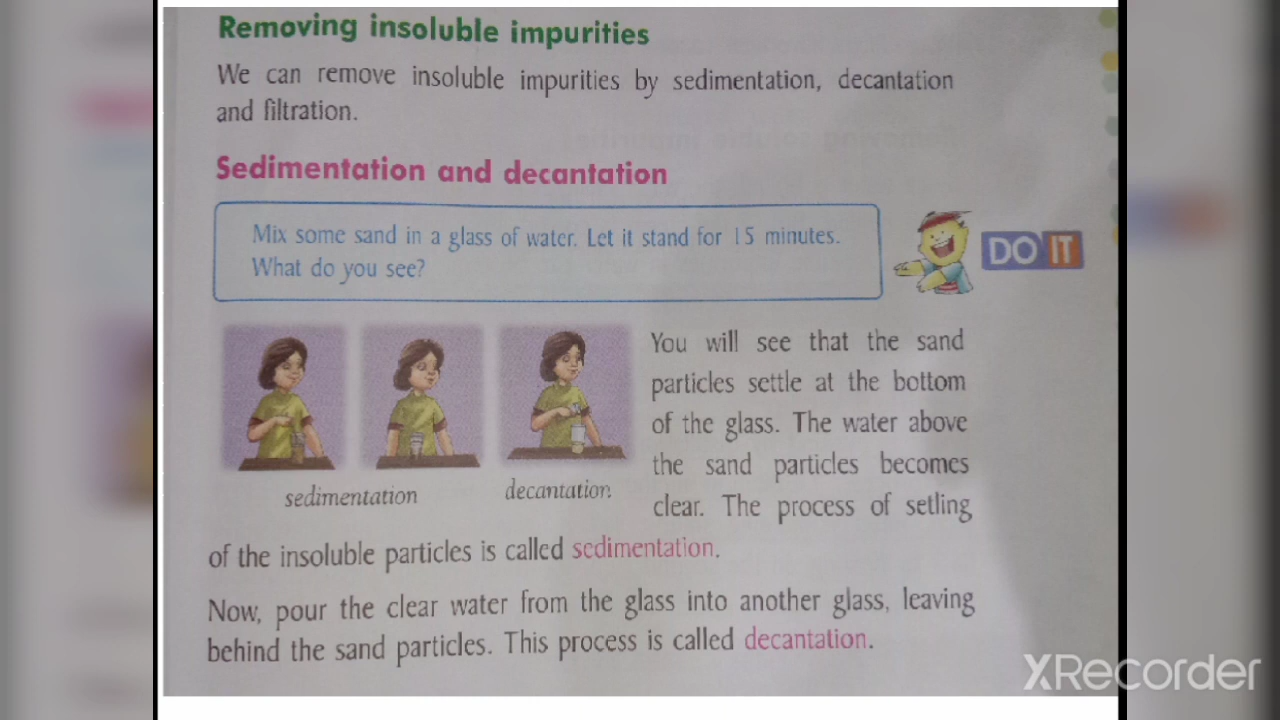 Removing insoluble impurities
We can remove insoluble impurities by sedimentation, decantation
and filtration.
Sedimentation and decantation
Mix some sand in a glass of water. Let it stand for 15 minutes.
What do you see?
DO IT
You will see that the sand
particles settle at the bottom
of the glass. The water above
the sand particles becomes
clear. The process of setling
sedimentation
decantation
of the insoluble particles is called sedimentation.
Now, pour the clear water from the glass into another glass, leaving
behind the sand particles. This process is called decantation.
XRecorder